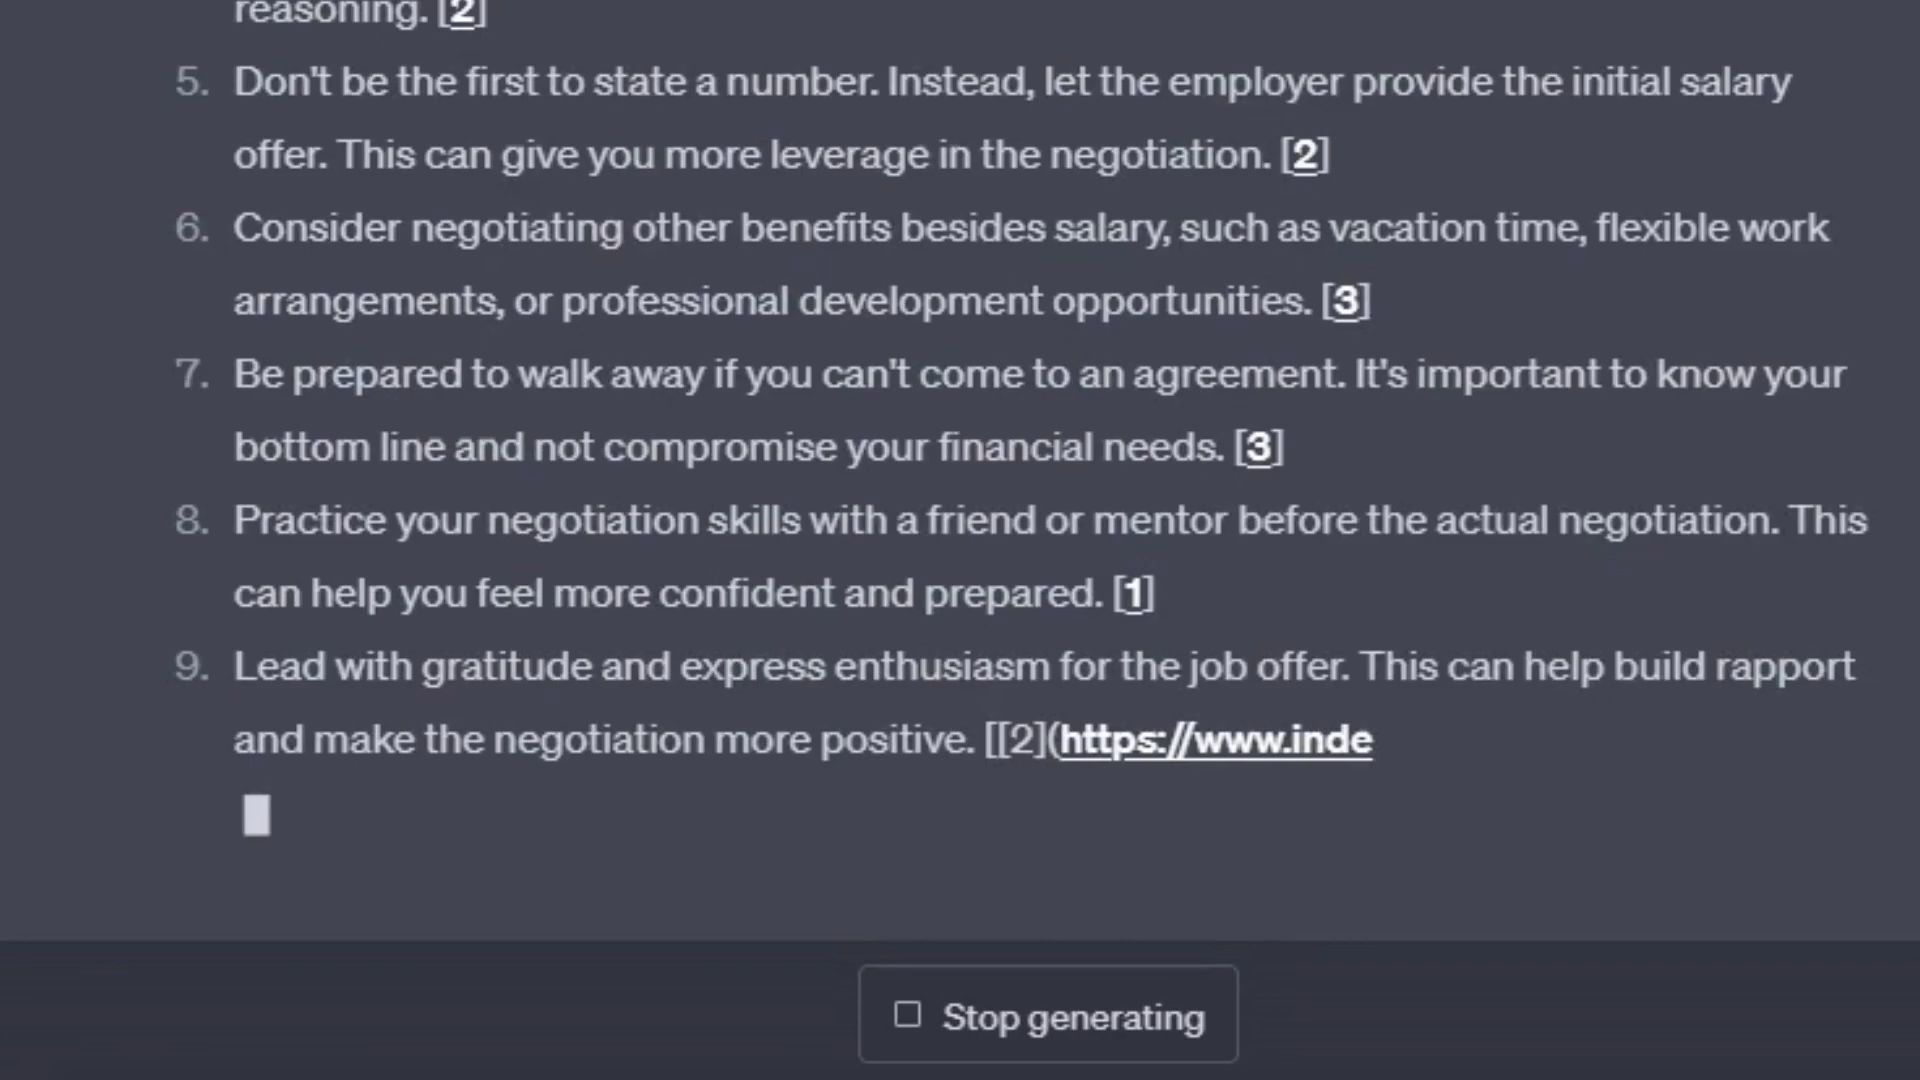 reasoning. [2]
5. Don't be the first to state a number. Instead, let the employer provide the initial salary
offer. This can give you more leverage in the negotiation. [2]
6. Consider negotiating other benefits besides salary, such as vacation time, flexible work
arrangements, or professional development opportunities. [3]
7. Be prepared to walk away if you can't come to an agreement. It's important to know your
bottom line and not compromise your financial needs. [3]
8. Practice your negotiation skills with a friend or mentor before the actual negotiation. This
can help you feel more confident and prepared. [1]
9. Lead with gratitude and express enthusiasm for the job offer. This can help build rapport
and make the negotiation more positive. [[2](https://www.inde
Stop generating